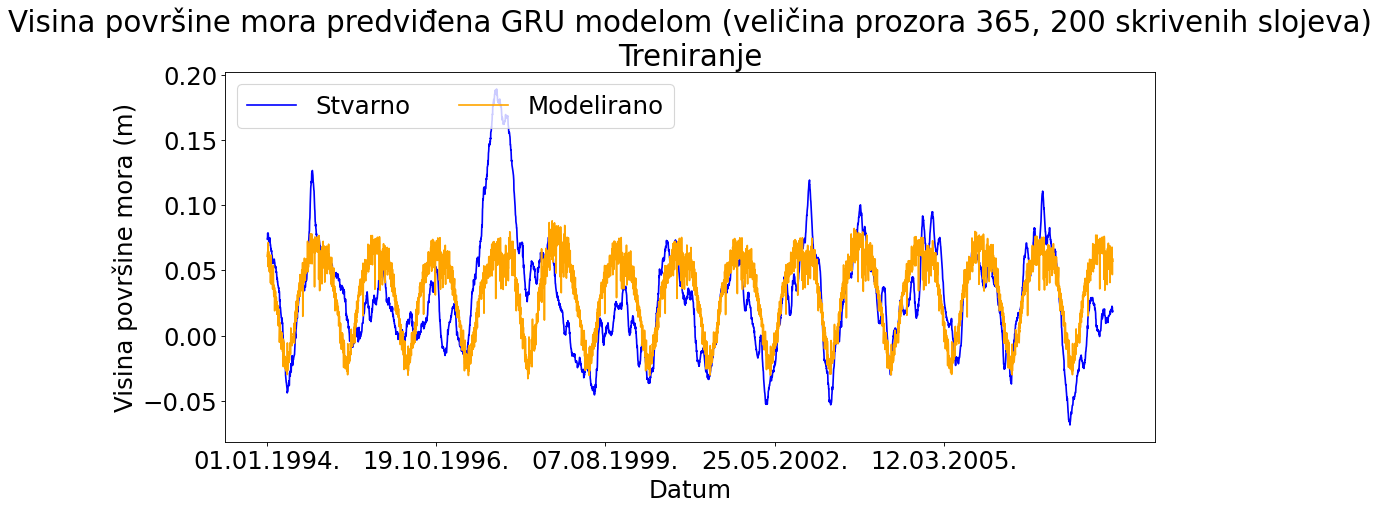 Visina površine mora predviđena GRU modelom (veličina prozora 365, 200 skrivenih slojeva)
Treniranje
Stvarno
Modelirano
Visina površine mora (m)
0.20
0.15
0.10
0.05
0.00
−0.05
01.01.1994.
19.10.1996.
07.08.1999.
25.05.2002.
12.03.2005.
Datum